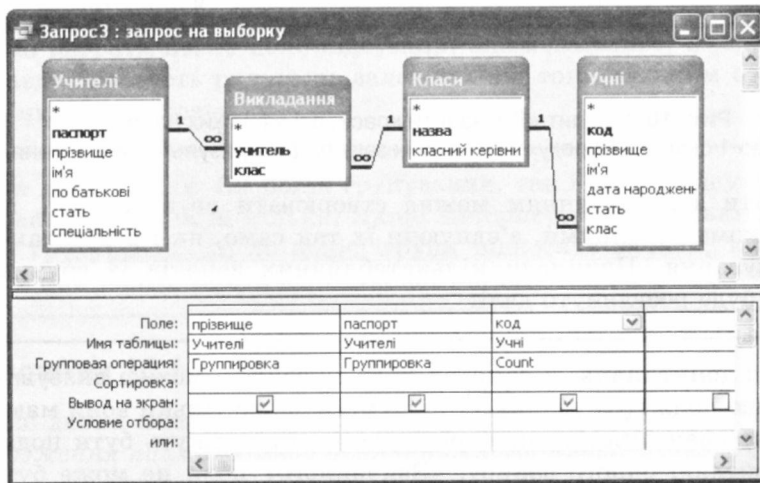 Запрос3 : запрос на выборку
Учителі
*
паспорт
прізвище
ім'я
по батькові
стать
спеціальність
Викладання
*
учитель
клас
Класи
*
назва
класний керівни
Учні
*
код
прізвище
ім'я
дата народженн
стать
клас
1
∞
∞
1
1
∞
Поле: прізвище паспорт код
Имя таблицы: Учителі Учителі Учні
Групповая операция: Группировка Группировка Count
Сортировка:
Вывод на экран:
Условие отбора:
или: